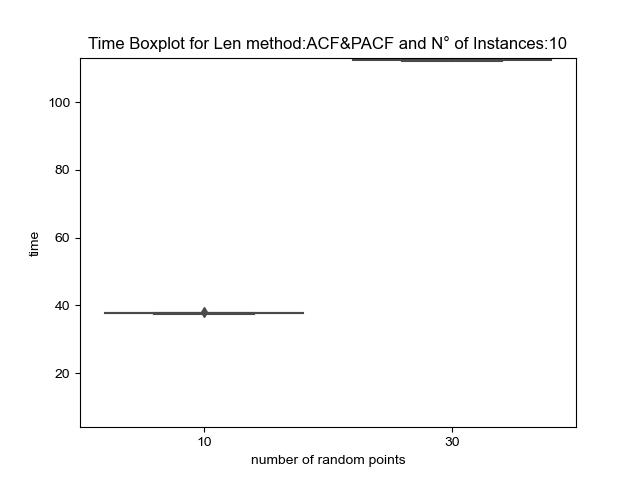 Time Boxplot for Len method:ACF&PACF and N° of Instances:10
100
80
60
40
20
time
10
30
number of random points